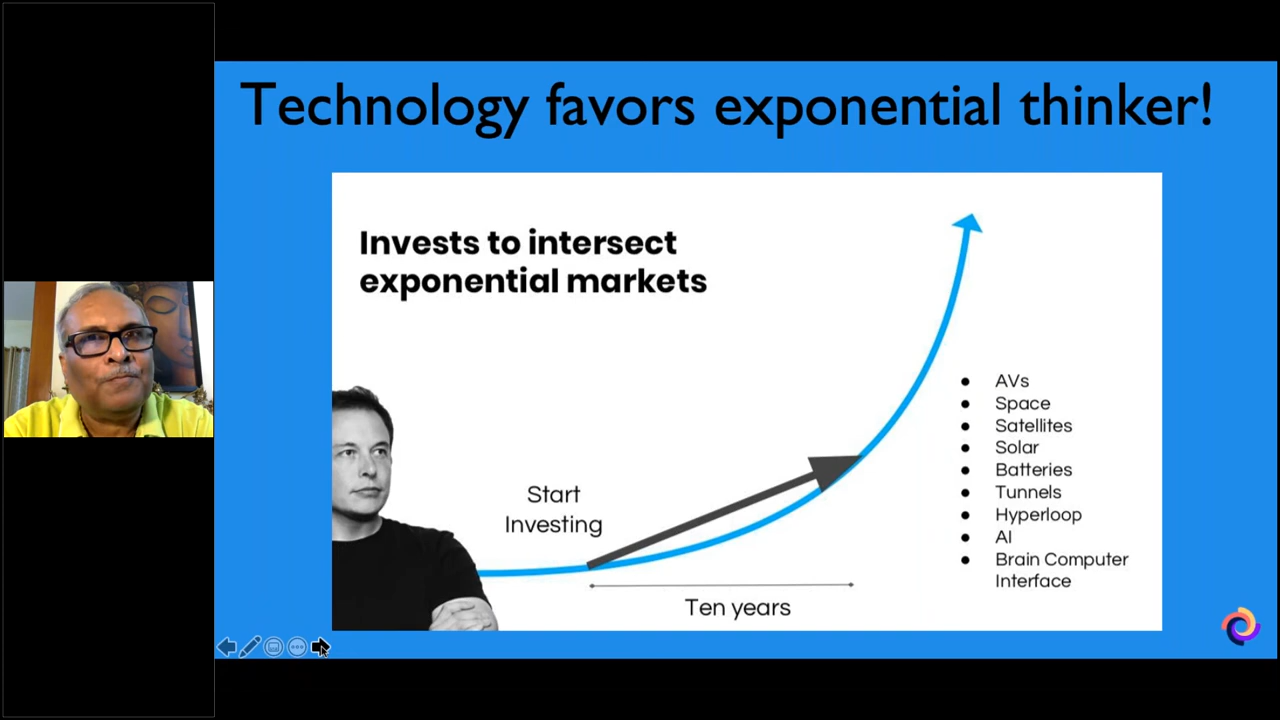 Technology favors exponential thinker!
Invests to intersect
exponential markets
Start
Investing
Ten years
AVs
Space
Satellites
Solar
Batteries
Tunnels
Hyperloop
AI
Brain Computer
Interface